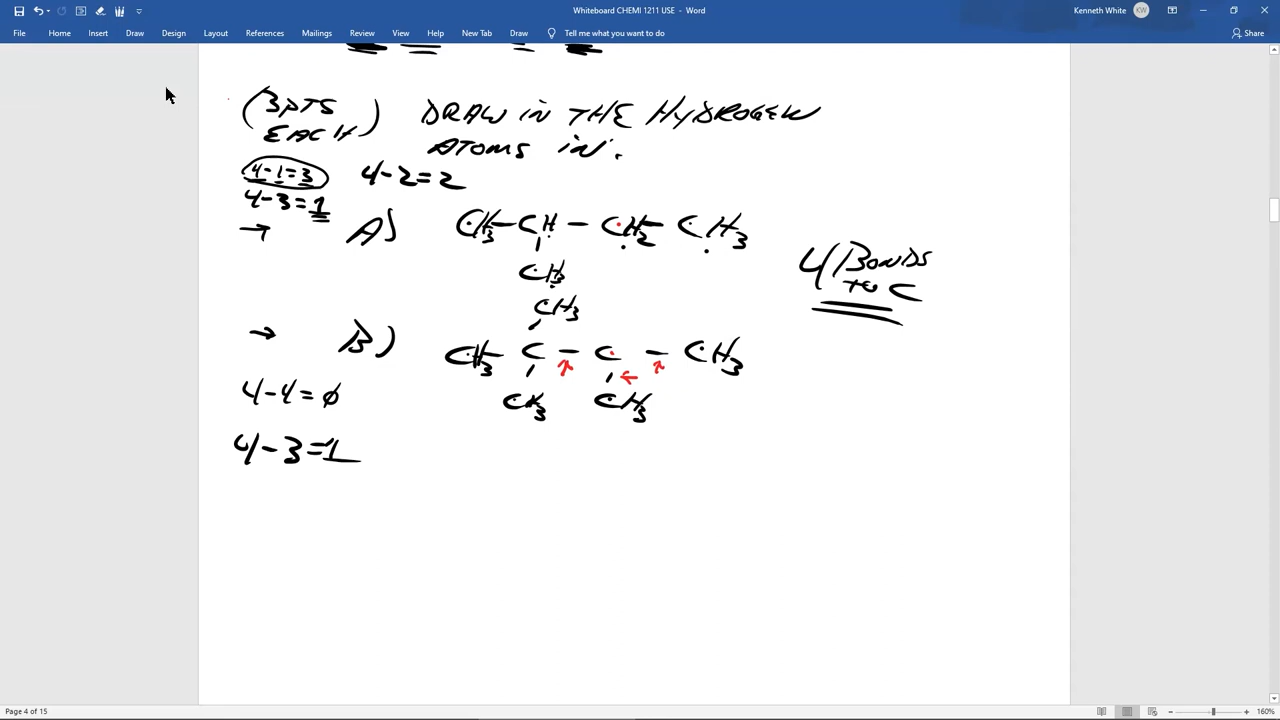 Whiteboard CHEMI 1211 USE - Word
Kenneth White KW
File Home Insert Draw Design Layout References Mailings Review View Help New Tab Draw Tell me what you want to do Share
(3PTS EACH) DRAW IN THE HYDROGEN
ATOMS IN.
4-1=3 4-2=2
4-3=1
→ A) CH3—CH—CH2—CH3
CH3
4 BONDS
to C
CH3
→ B) CH3—C—C—CH3
CH3 CH3
4-4=0
4-3=1
Page 4 of 15
160%